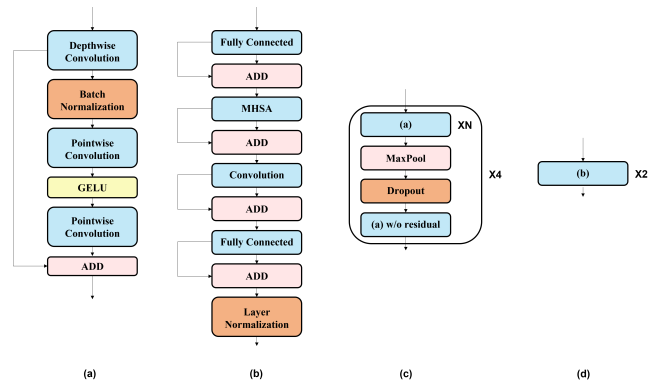 Depthwise
Convolution
Batch
Normalization
Pointwise
Convolution
GELU
Pointwise
Convolution
ADD
(a)
Fully Connected
ADD
MHSA
ADD
Convolution
ADD
Fully Connected
ADD
Layer
Normalization
(b)
(a)
XN
MaxPool
Dropout
(a) w/o residual
X4
(c)
(b)
X2
(d)